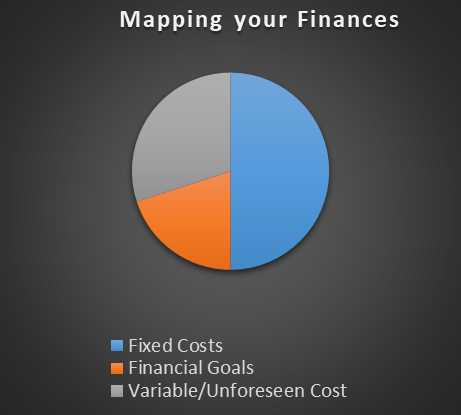 Mapping your Finances
Fixed Costs
Financial Goals
Variable/Unforeseen Cost